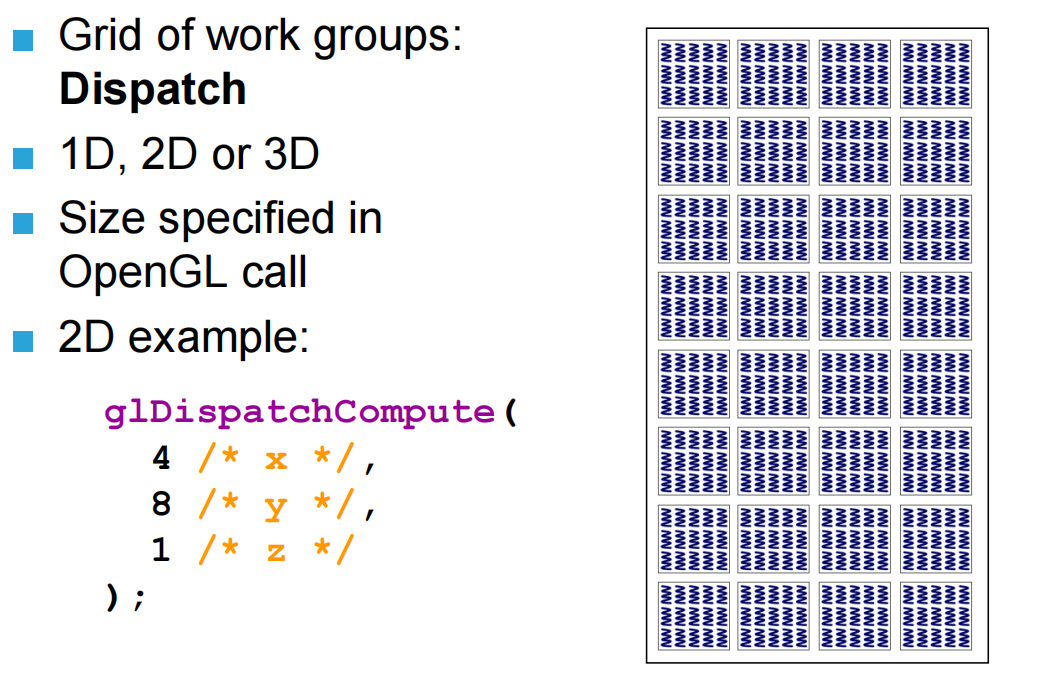 Grid of work groups:
Dispatch
1D, 2D or 3D
Size specified in
OpenGL call
2D example:
glDispatchCompute(
4 /* x */,
8 /* y */,
1 /* z */
);